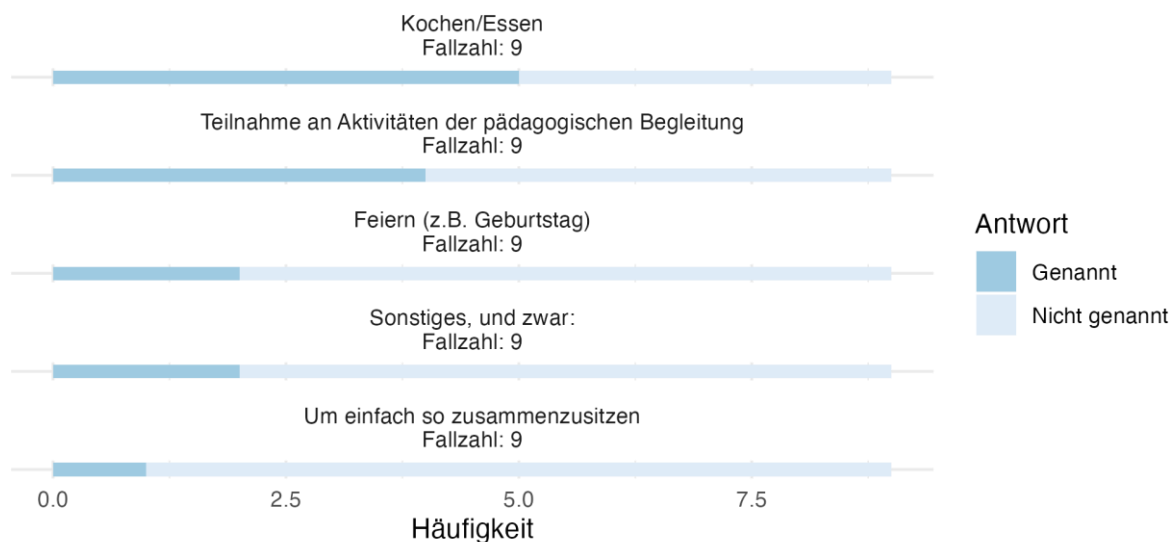 Kochen/Essen
Fallzahl: 9
Teilnahme an Aktivitäten der pädagogischen Begleitung
Fallzahl: 9
Feiern (z.B. Geburtstag)
Fallzahl: 9
Sonstiges, und zwar:
Fallzahl: 9
Um einfach so zusammenzusitzen
Fallzahl: 9
0.0 2.5 5.0 7.5
Häufigkeit
Antwort
Genannt
Nicht genannt